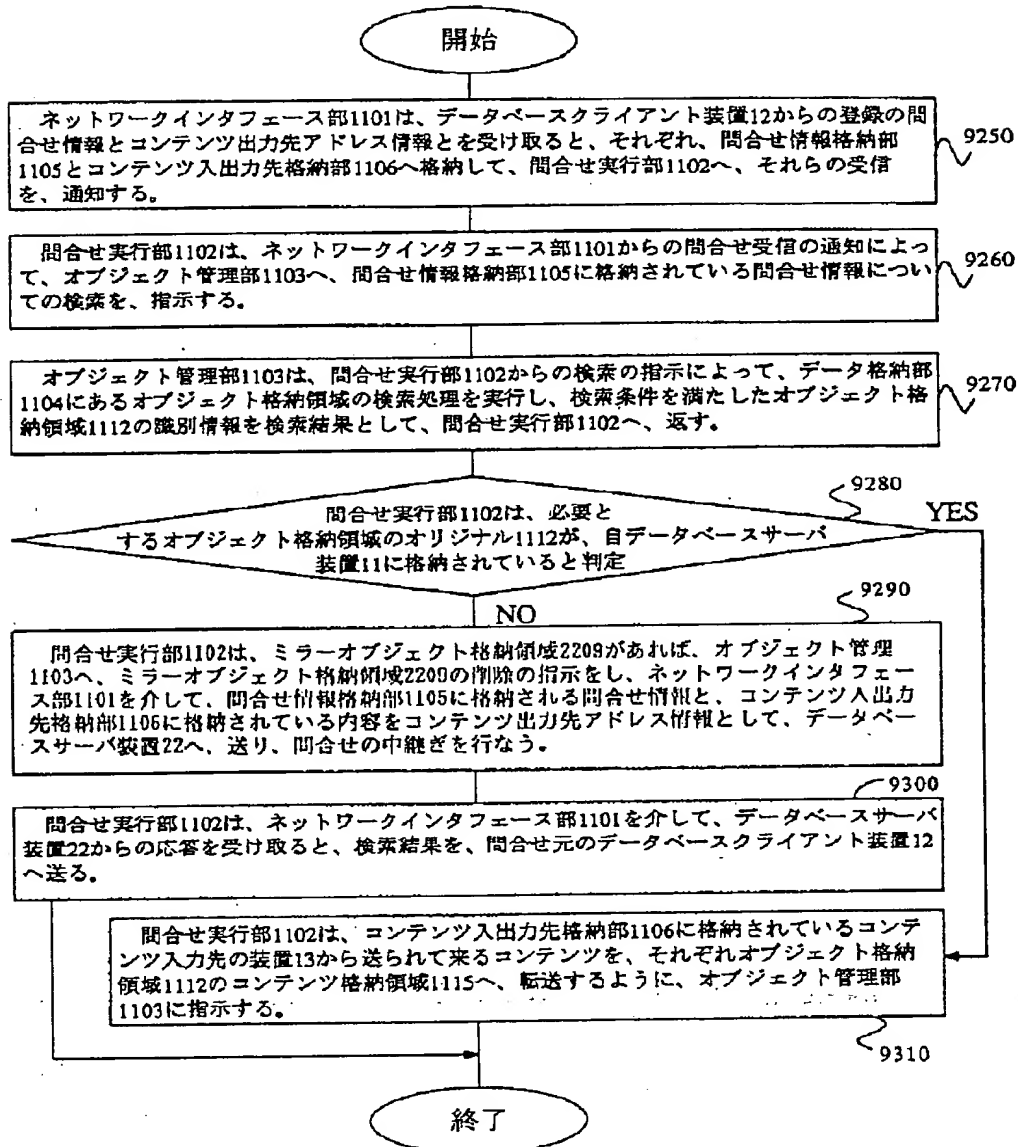 開始
ネットワークインタフェース部1101は、データベースクライアント装置12からの登録の問
合せ情報とコンテンツ出力先アドレス情報とを受け取ると、それぞれ、問合せ情報格納部
1105とコンテンツ入出力先格納部1106へ格納して、問合せ実行部1102へ、それらの受信
を、通知する。
9250
問合せ実行部1102は、ネットワークインタフェース部1101からの問合せ受信の通知によっ
て、オブジェクト管理部1103へ、問合せ情報格納部1105に格納されている問合せ情報につい
ての検索を、指示する。
9260
オブジェクト管理部1103は、問合せ実行部1102からの検索の指示によって、データ格納部
1104にあるオブジェクト格納領域の検索処理を実行し、検索条件を満たしたオブジェクト格
納領域1112の識別情報を検索結果として、問合せ実行部1102へ、返す。
9270
9280
問合せ実行部1102は、必要と
するオブジェクト格納領域のオリジナル1112が、自データベースサーバ
装置11に格納されていると判定
YES
NO
9290
問合せ実行部1102は、ミラーオブジェクト格納領域2209があれば、オブジェクト管理
1103へ、ミラーオブジェクト格納領域2209の削除の指示をし、ネットワークインタフェー
ス部1101を介して、問合せ情報格納部1105に格納される問合せ情報と、コンテンツ入出力
先格納部1106に格納されている内容をコンテンツ出力先アドレス情報として、データベー
スサーバ装置22へ、送り、問合せの中継ぎを行なう。
9300
問合せ実行部1102は、ネットワークインタフェース部1101を介して、データベースサーバ
装置22からの応答を受け取ると、検索結果を、問合せ元のデータベースクライアント装置12
へ送る。
問合せ実行部1102は、コンテンツ入出力先格納部1106に格納されているコンテ
ンツ入力先の装置13から送られて来るコンテンツを、それぞれオブジェクト格納
領域1112のコンテンツ格納領域1115へ、転送するように、オブジェクト管理部
1103に指示する。
9310
終了